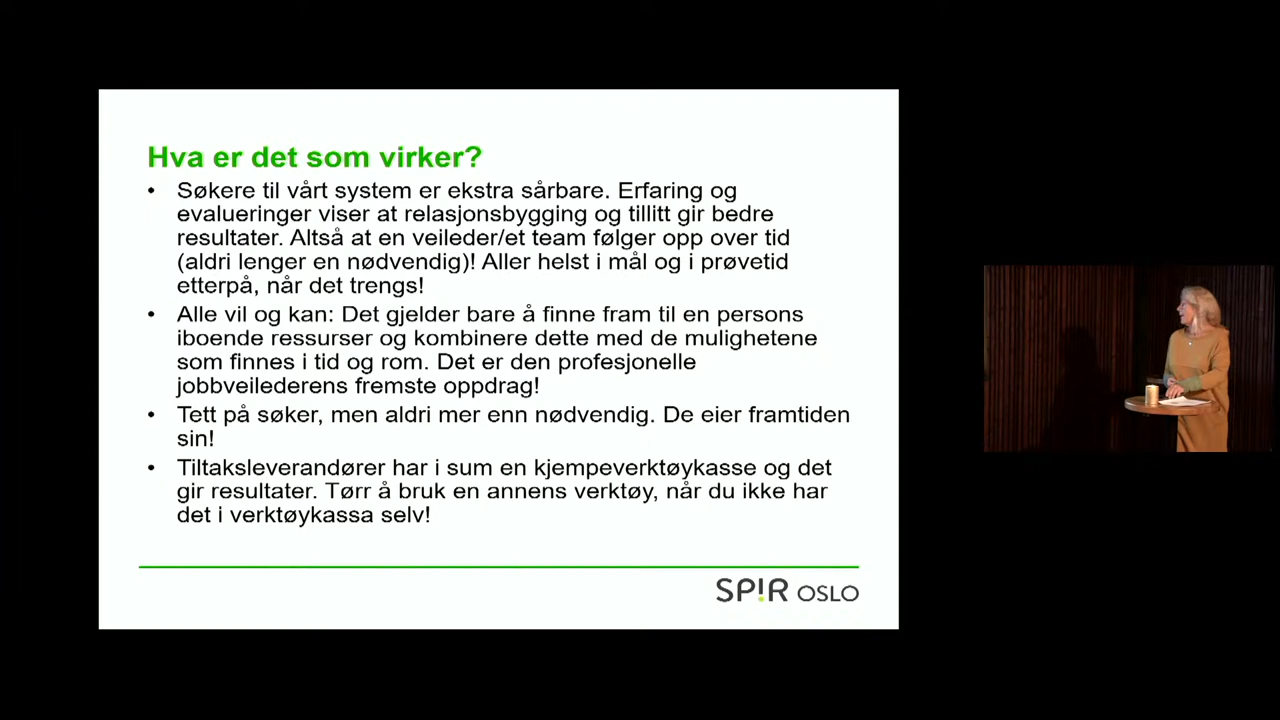 Hva er det som virker?
• Søkere til vårt system er ekstra sårbare. Erfaring og
evalueringer viser at relasjonsbygging og tillitt gir bedre
resultater. Altså at en veileder/et team følger opp over tid
(aldri lenger en nødvendig)! Aller helst i mål og i prøvetid
etterpå, når det trengs!
• Alle vil og kan: Det gjelder bare å finne fram til en persons
iboende ressurser og kombinere dette med de mulighetene
som finnes i tid og rom. Det er den profesjonelle
jobbveilederens fremste oppdrag!
• Tett på søker, men aldri mer enn nødvendig. De eier framtiden
sin!
• Tiltaksleverandører har i sum en kjempeverktøykasse og det
gir resultater. Tørr å bruk en annens verktøy, når du ikke har
det i verktøykassa selv!
SP!R OSLO